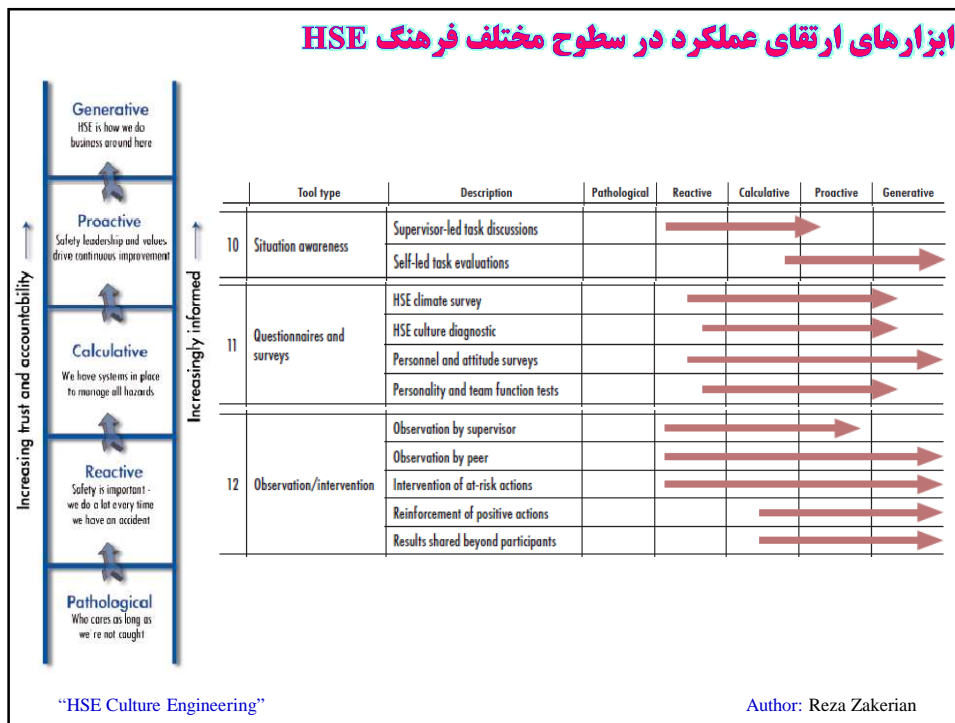 ابزارهای ارتقای عملکرد در سطوح مختلف فرهنگ HSE
Increasing trust and accountability
Generative
HSE is how we do
business around here
Proactive
Safety leadership and values
drive continuous improvement
Calculative
We have systems in place
to manage all hazards
Reactive
Safety is important -
we do a lot every time
we have an accident
Pathological
Who cares as long as
we're not caught
Increasingly informed
Tool type Description Pathological Reactive Calculative Proactive Generative
10 Situation awareness
Supervisor-led task discussions
Self-led task evaluations
11 Questionnaires and
surveys
HSE climate survey
HSE culture diagnostic
Personnel and attitude surveys
Personality and team function tests
12 Observation/intervention
Observation by supervisor
Observation by peer
Intervention of at-risk actions
Reinforcement of positive actions
Results shared beyond participants
“HSE Culture Engineering” Author: Reza Zakerian